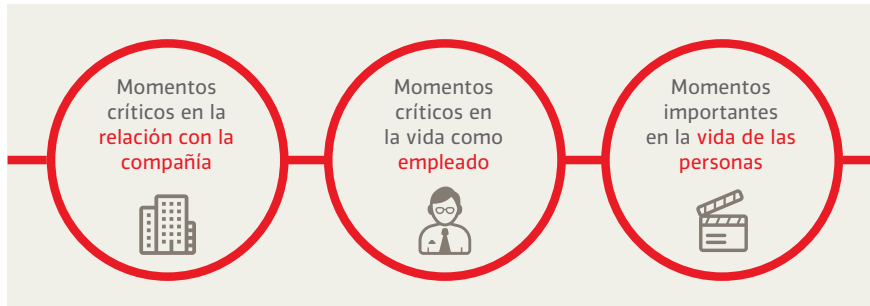 Momentos
críticos en la
relación con la
compañía
Momentos
críticos en
la vida como
empleado
Momentos
importantes
en la vida de las
personas